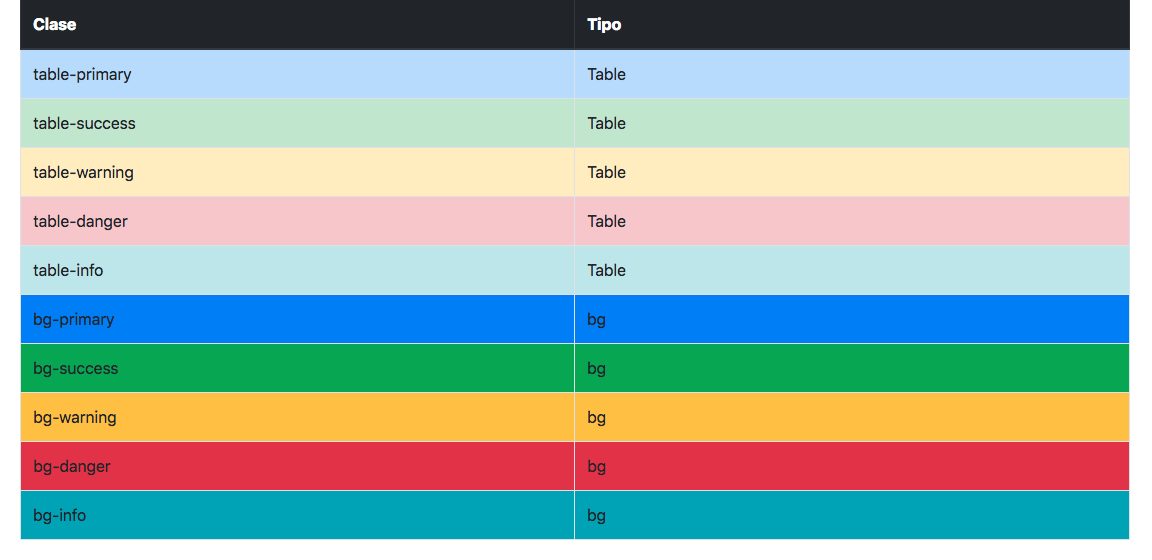 Clase Tipo
table-primary Table
table-success Table
table-warning Table
table-danger Table
table-info Table
bg-primary bg
bg-success bg
bg-warning bg
bg-danger bg
bg-info bg